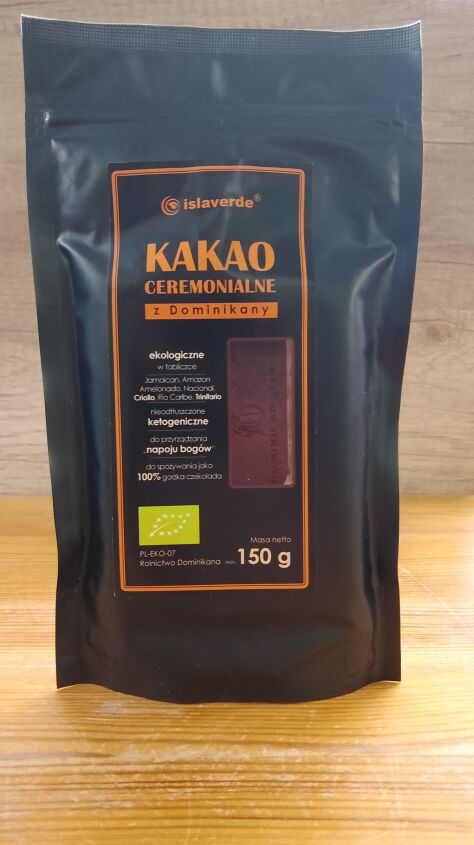 islaverde®
KAKAO
CEREMONIALNE
z Dominikany
ekologiczne
w tabliczce
Jamaican, Amazon
Amelonado, Nacional,
Criollo, Rio Caribe, Trinitario
nieodtłuszczone
ketogeniczne
do przyrządzania
„napoju bogów”
do spożywania jako
100% gorzka czekolada
PL-EKO-07
Rolnictwo Dominikana
Masa netto
min. 150 g